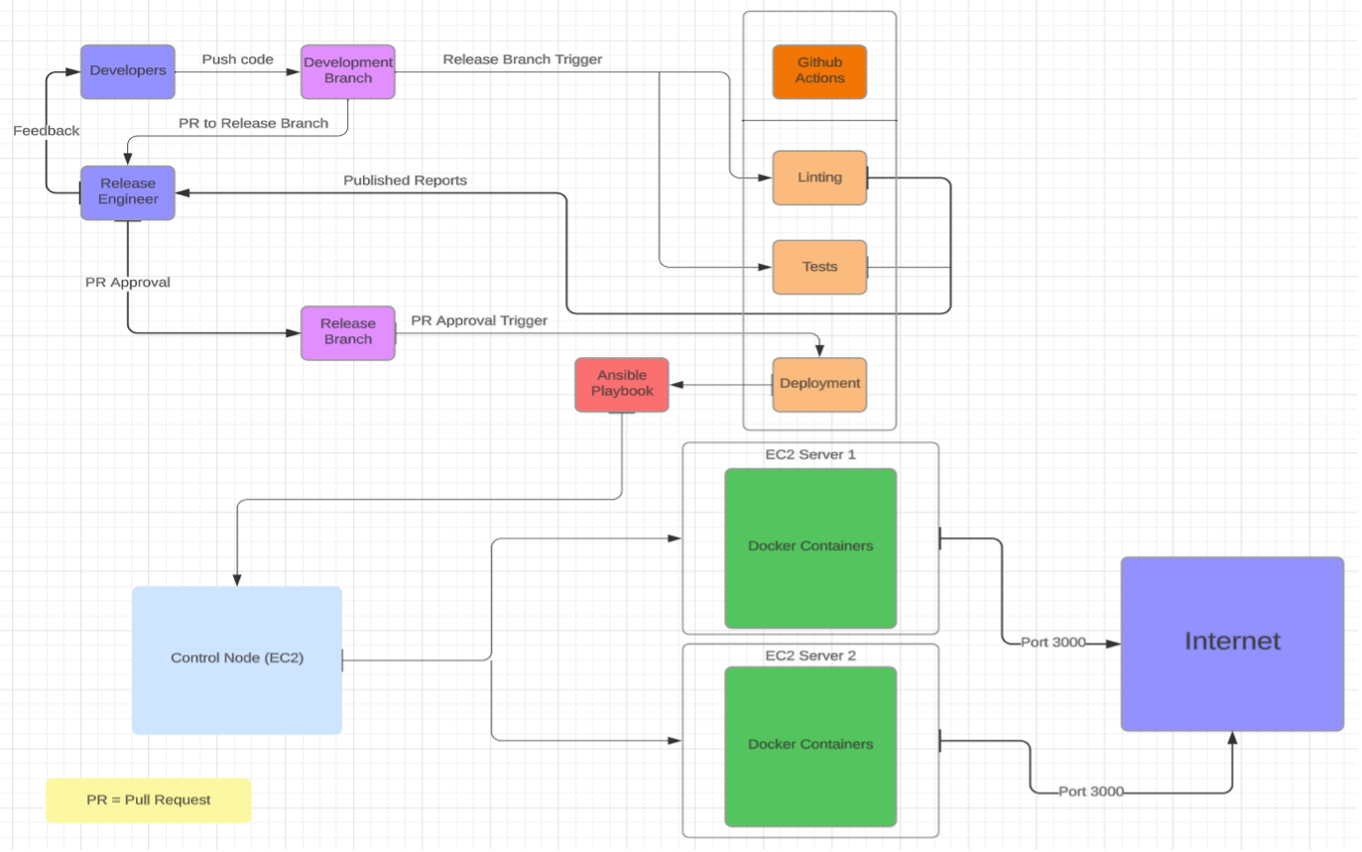 Developers
Push code
Development
Branch
Release Branch Trigger
Github
Actions
PR to Release Branch
Feedback
Release
Engineer
Published Reports
Linting
Tests
PR Approval
Release
Branch
PR Approval Trigger
Ansible
Playbook
Deployment
EC2 Server 1
Docker Containers
Control Node (EC2)
Port 3000
Internet
EC2 Server 2
Docker Containers
Port 3000
PR = Pull Request